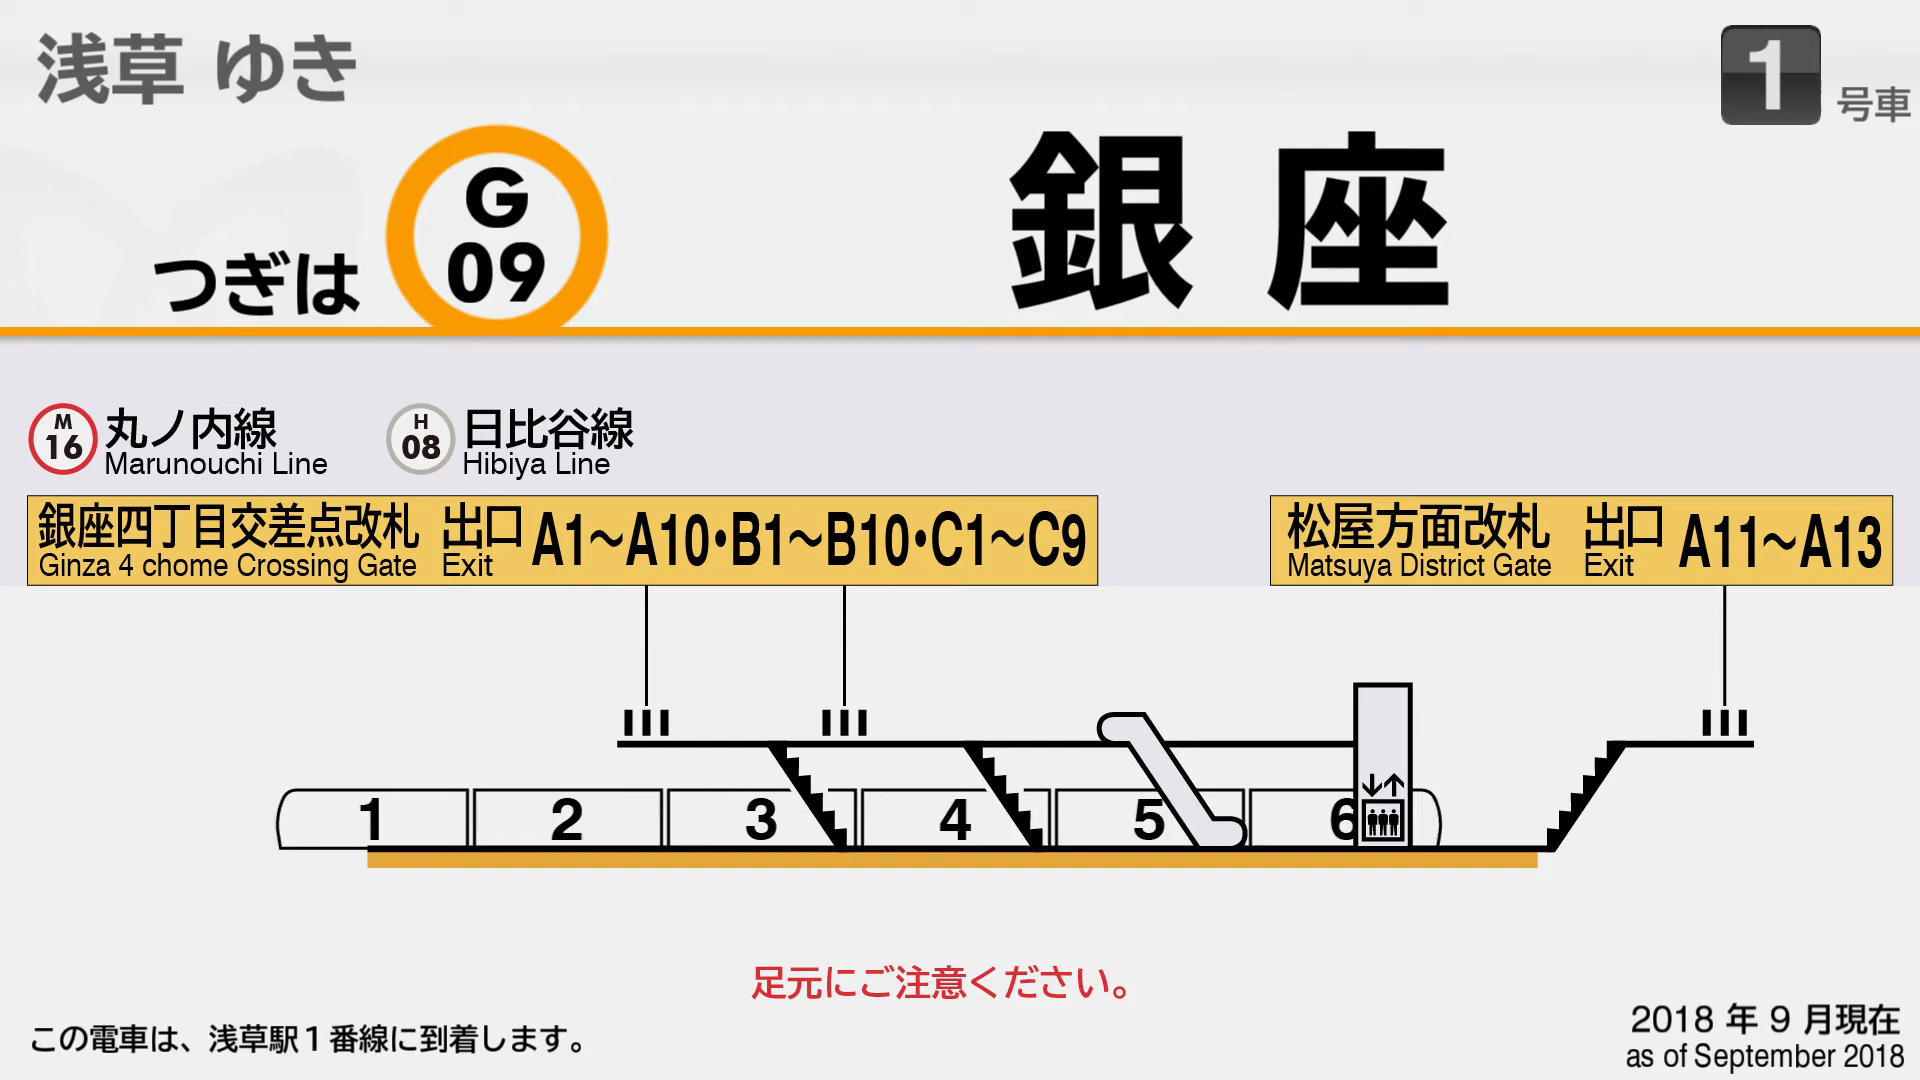 浅草 ゆき
1 号車
つぎは
G
09
銀座
M
16
丸ノ内線
Marunouchi Line
H
08
日比谷線
Hibiya Line
銀座四丁目交差点改札 出口 A1～A10・B1～B10・C1～C9
Ginza 4 chome Crossing Gate Exit
松屋方面改札 出口 A11～A13
Matsuya District Gate Exit
1 2 3 4 5 6
足元にご注意ください。
この電車は、浅草駅1番線に到着します。
2018 年 9 月現在
as of September 2018